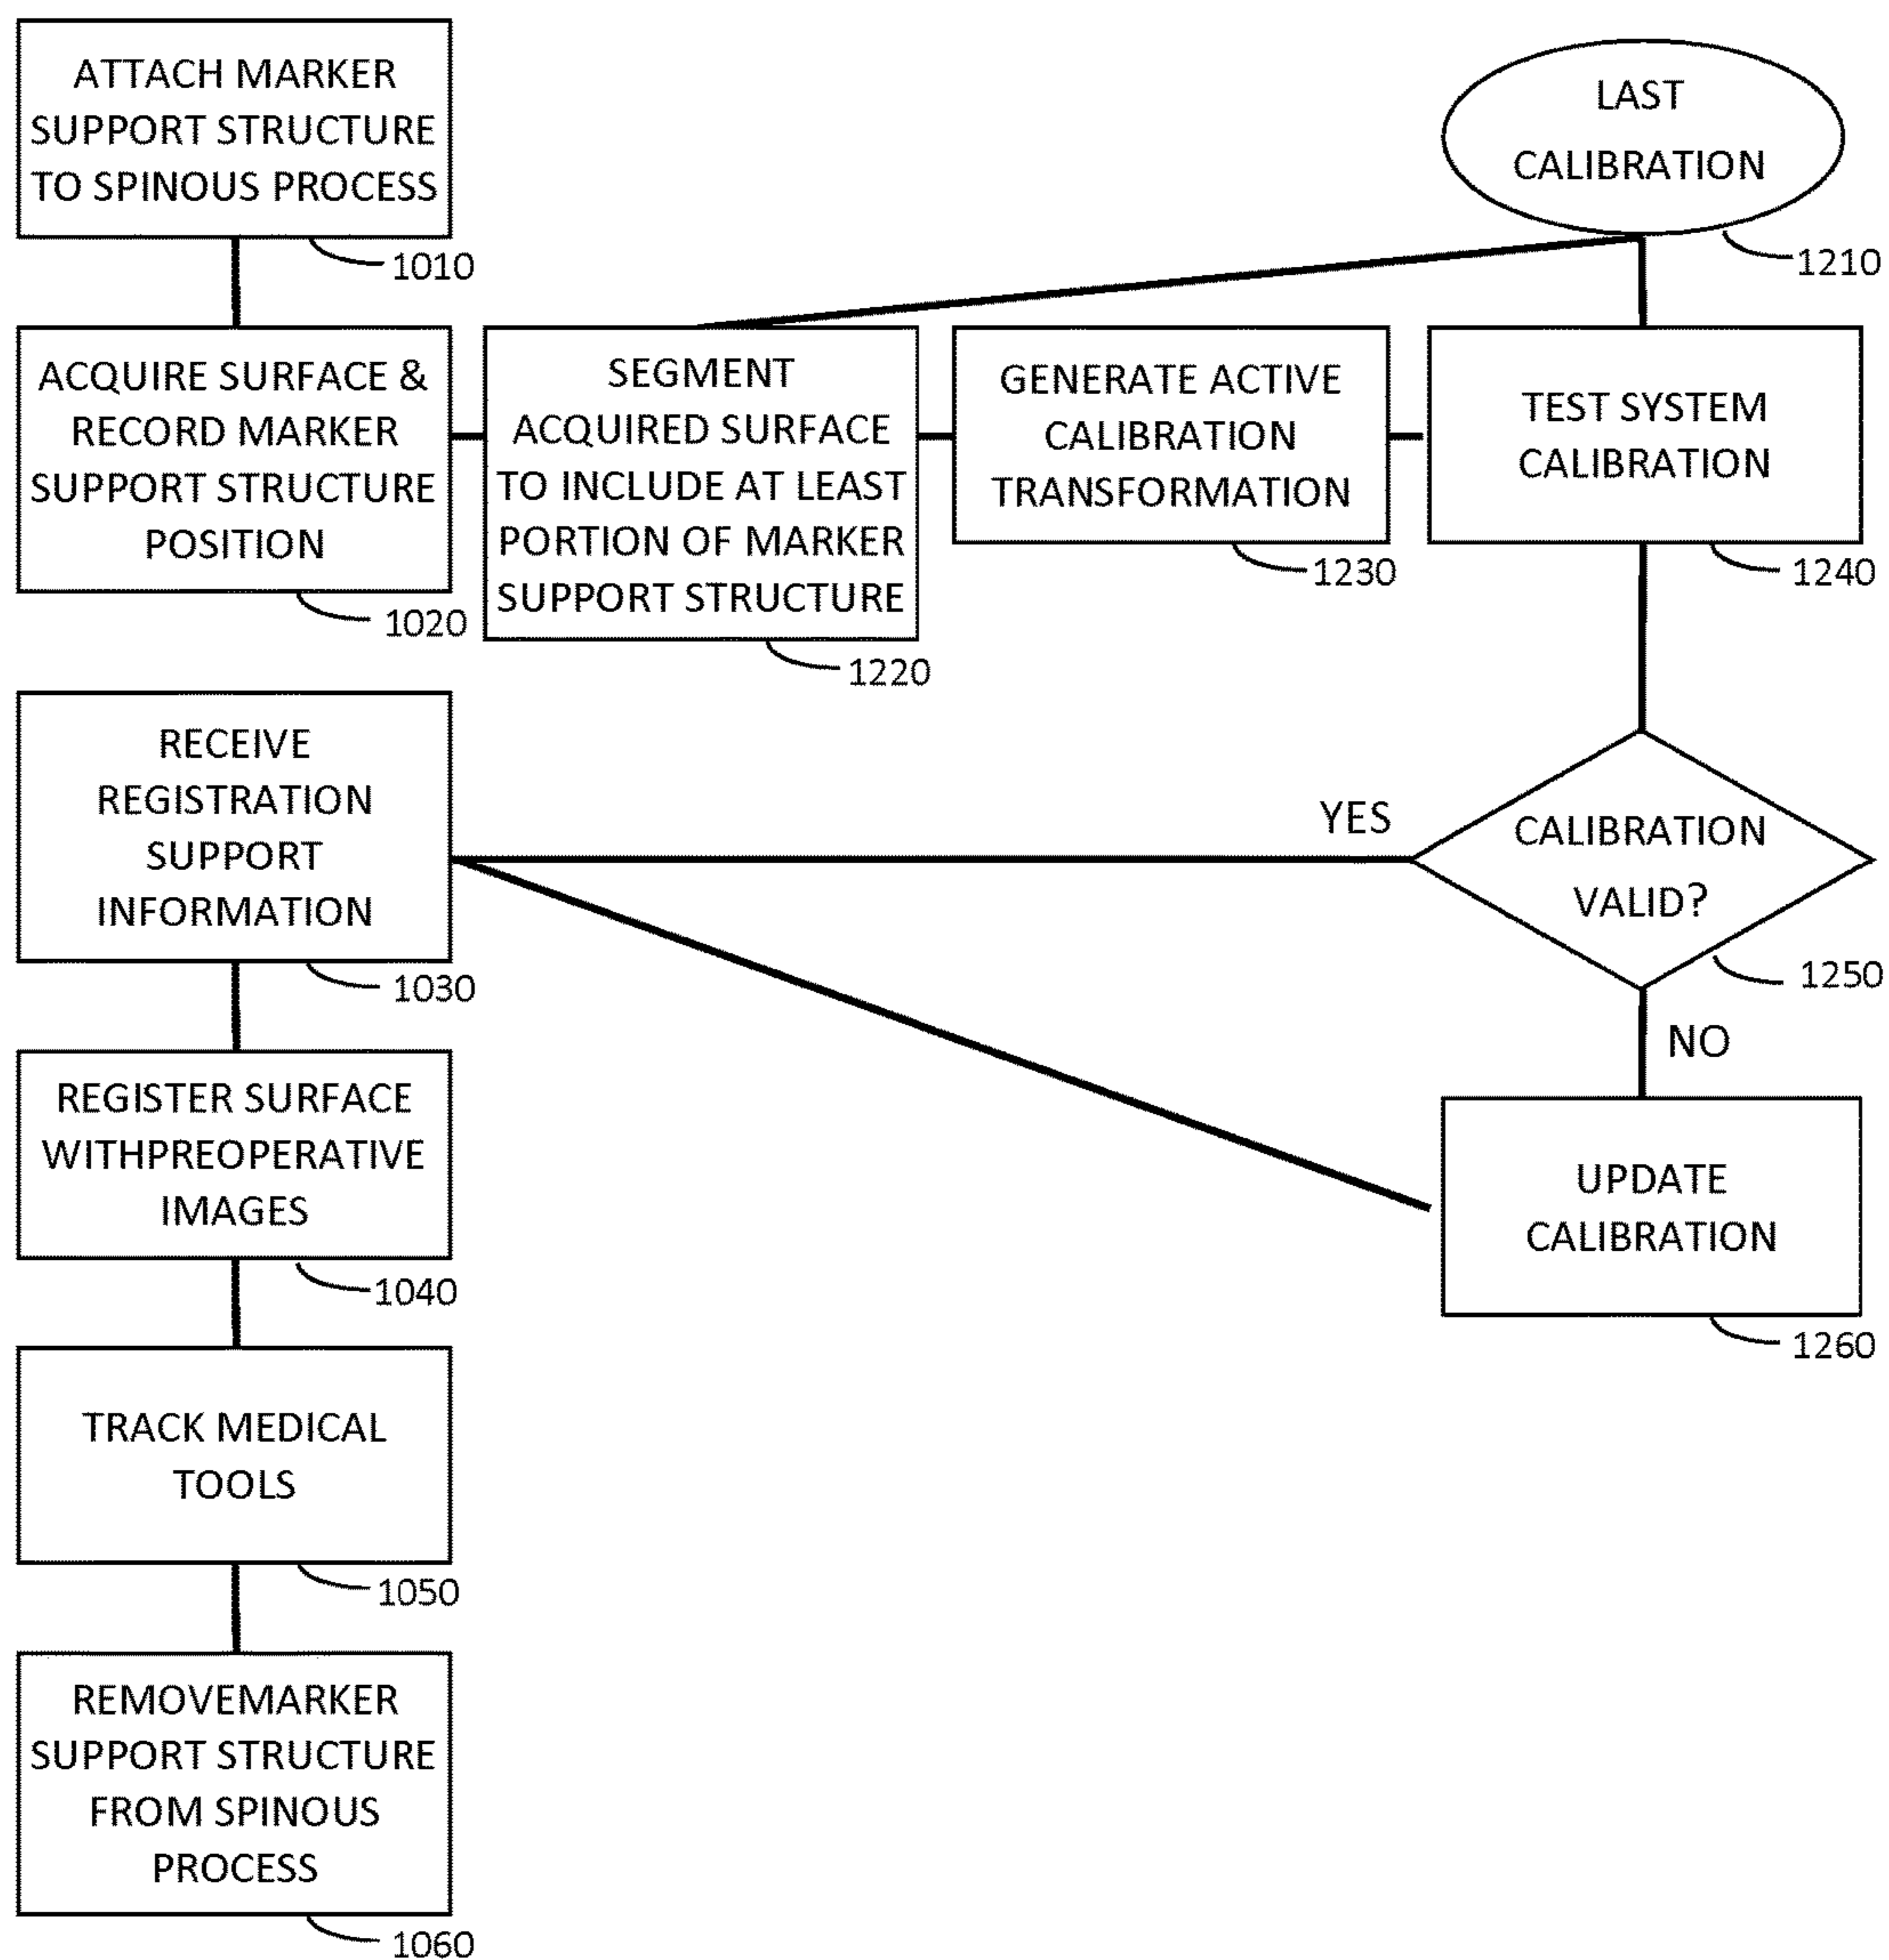 ATTACH MARKER
SUPPORT STRUCTURE
TO SPINOUS PROCESS
1010
LAST
CALIBRATION
1210
ACQUIRE SURFACE &
RECORD MARKER
SUPPORT STRUCTURE
POSITION
1020
SEGMENT
ACQUIRED SURFACE
TO INCLUDE AT LEAST
PORTION OF MARKER
SUPPORT STRUCTURE
1220
GENERATE ACTIVE
CALIBRATION
TRANSFORMATION
1230
TEST SYSTEM
CALIBRATION
1240
RECEIVE
REGISTRATION
SUPPORT
INFORMATION
1030
YES
CALIBRATION
VALID?
1250
NO
REGISTER SURFACE
WITHPREOPERATIVE
IMAGES
1040
UPDATE
CALIBRATION
1260
TRACK MEDICAL
TOOLS
1050
REMOVEMARKER
SUPPORT STRUCTURE
FROM SPINOUS
PROCESS
1060